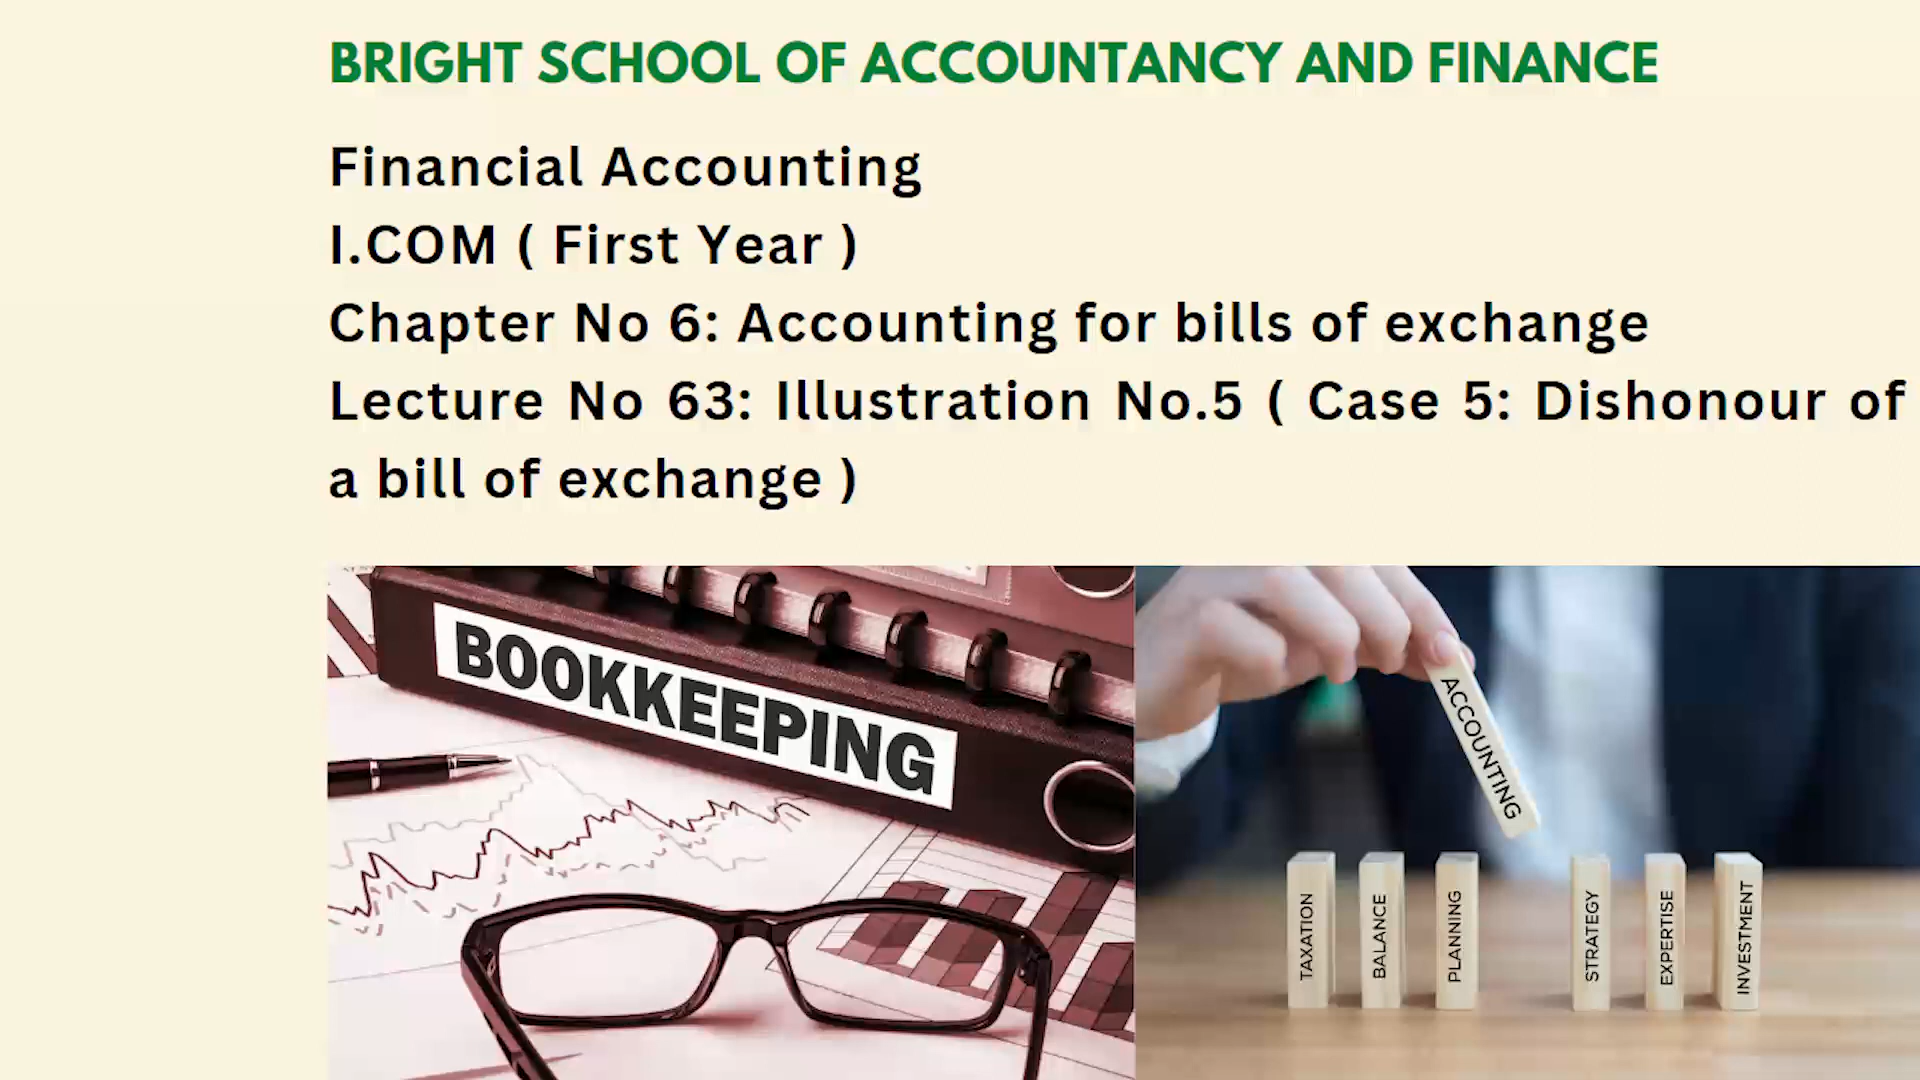 BRIGHT SCHOOL OF ACCOUNTANCY AND FINANCE
Financial Accounting
I.COM ( First Year )
Chapter No 6: Accounting for bills of exchange
Lecture No 63: Illustration No.5 ( Case 5: Dishonour of
a bill of exchange )
BOOKKEEPING
ACCOUNTING
TAXATION
BALANCE
PLANNING
STRATEGY
EXPERTISE
INVESTMENT